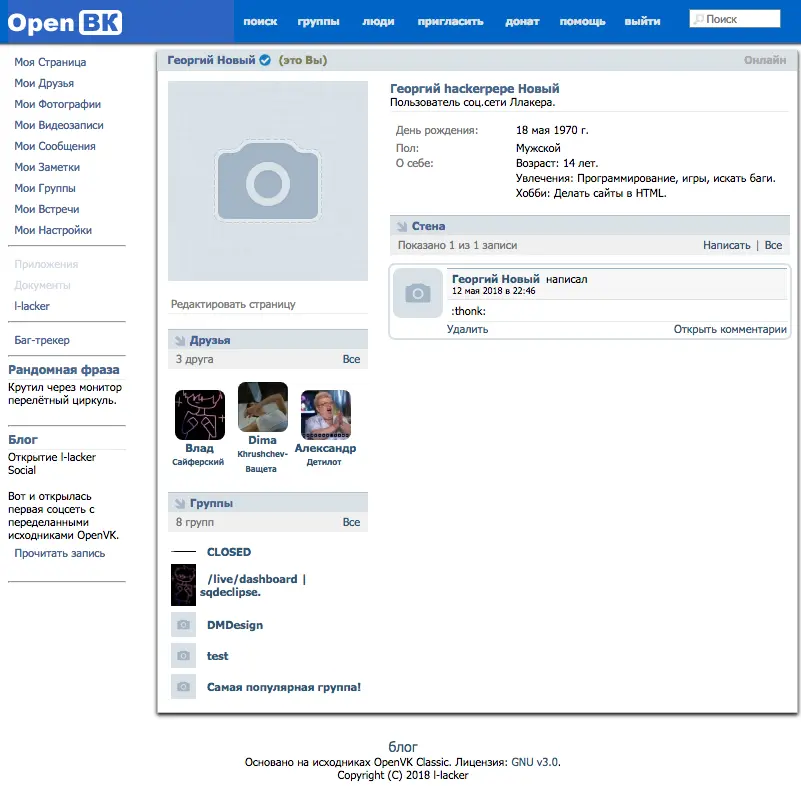 Open ВК
поиск группы люди пригласить донат помощь выйти Поиск
Моя Страница
Мои Друзья
Мои Фотографии
Мои Видеозаписи
Мои Сообщения
Мои Заметки
Мои Группы
Мои Встречи
Мои Настройки
Приложения
Документы
l-lacker
Баг-трекер
Рандомная фраза
Крутил через монитор
перелётный циркуль.
Блог
Открытие l-lacker
Social
Вот и открылась
первая соцсеть с
переделанными
исходниками OpenVK.
Прочитать запись
Георгий Новый (это Вы) Онлайн
Редактировать страницу
Друзья
3 друга Все
Влад
Сайферский
Dima
Khrushchev-
Ващета
Александр
Детилот
Группы
8 групп Все
CLOSED
/live/dashboard |
sqdeclipse.
DMDesign
test
Самая популярная группа!
Георгий hackerpepe Новый
Пользователь соц.сети Ллакера.
День рождения: 18 мая 1970 г.
Пол: Мужской
О себе: Возраст: 14 лет.
Увлечения: Программирование, игры, искать баги.
Хобби: Делать сайты в HTML.
Стена
Показано 1 из 1 записи Написать | Все
Георгий Новый написал
12 мая 2018 в 22:46
:thonk:
Удалить Открыть комментарии
блог
Основано на исходниках OpenVK Classic. Лицензия: GNU v3.0.
Copyright (C) 2018 l-lacker